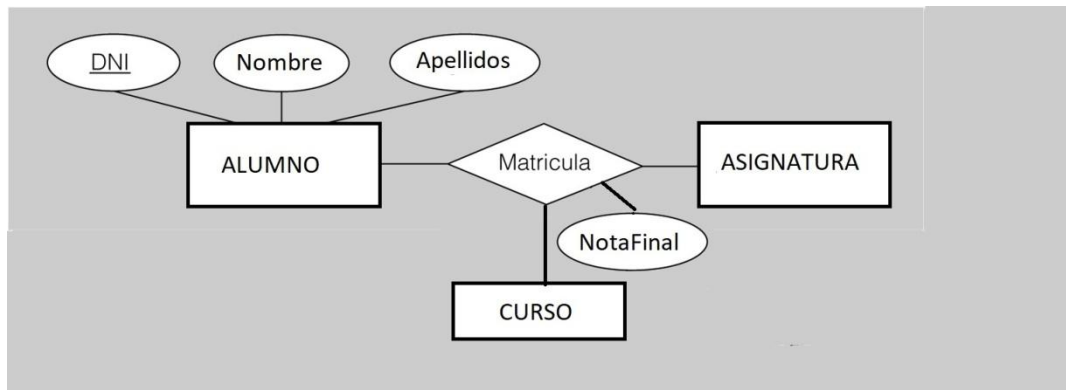 DNI
Nombre
Apellidos
ALUMNO
Matricula
ASIGNATURA
NotaFinal
CURSO